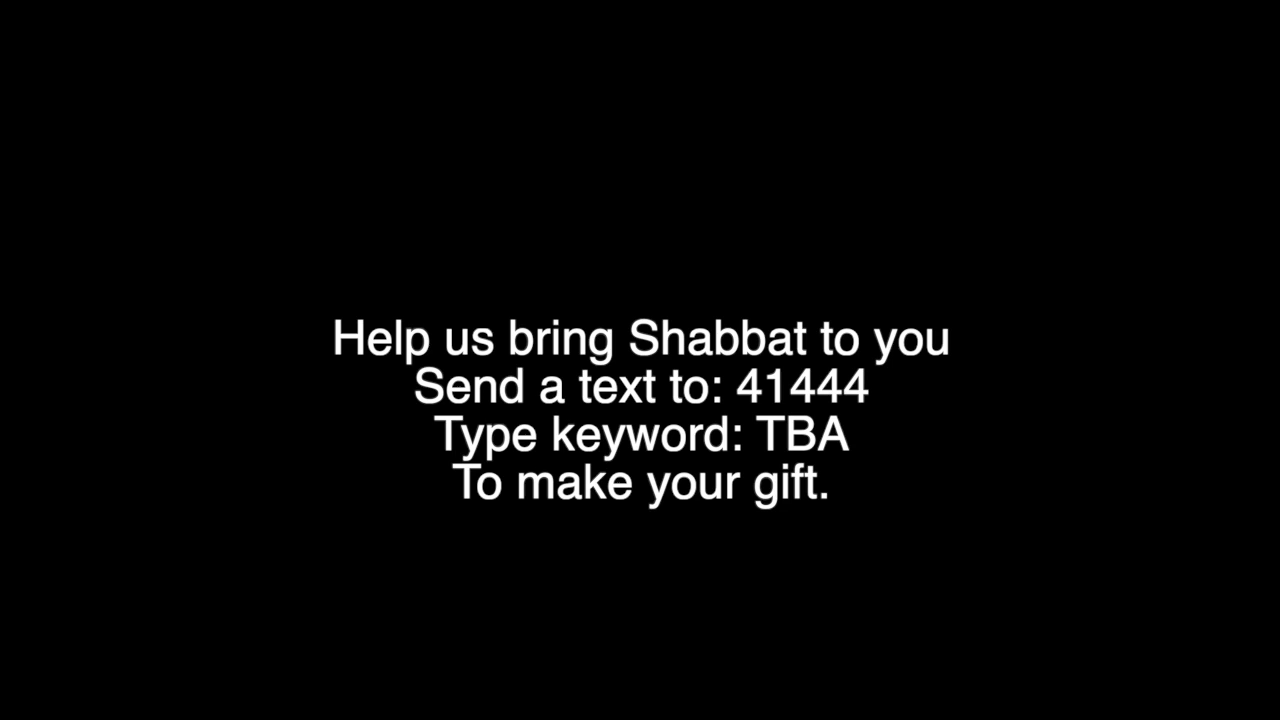 Help us bring Shabbat to you
Send a text to: 41444
Type keyword: TBA
To make your gift.